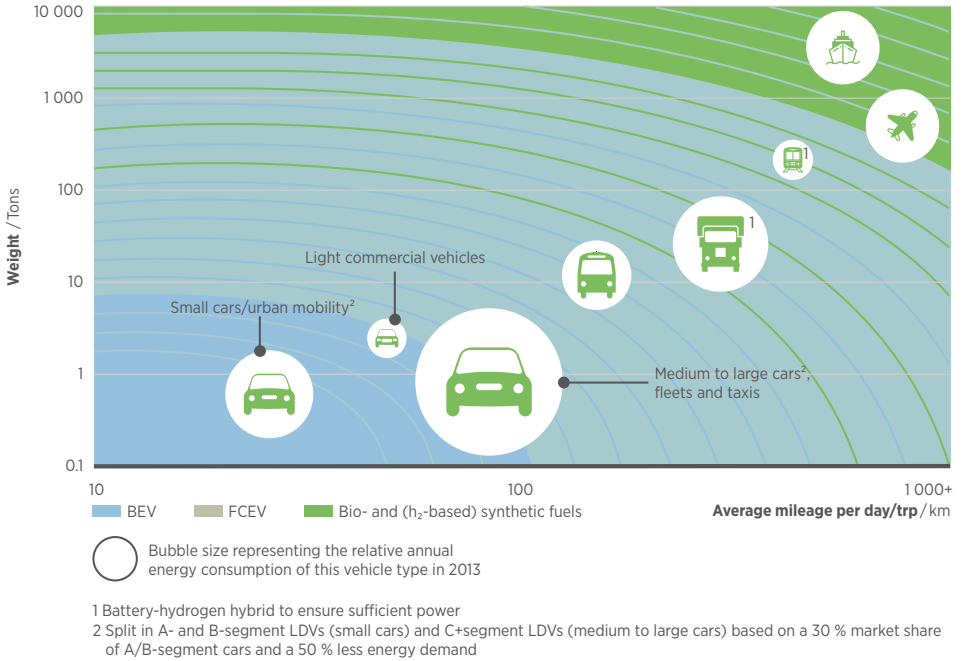 10 000
1 000
100
10
1
0.1
Weight / Tons
Light commercial vehicles
Small cars/urban mobility²
1
1
Medium to large cars²,
fleets and taxis
10
100
1 000+
BEV
FCEV
Bio- and (h₂-based) synthetic fuels
Average mileage per day/trp / km
Bubble size representing the relative annual
energy consumption of this vehicle type in 2013
1 Battery-hydrogen hybrid to ensure sufficient power
2 Split in A- and B-segment LDVs (small cars) and C+segment LDVs (medium to large cars) based on a 30 % market share
of A/B-segment cars and a 50 % less energy demand